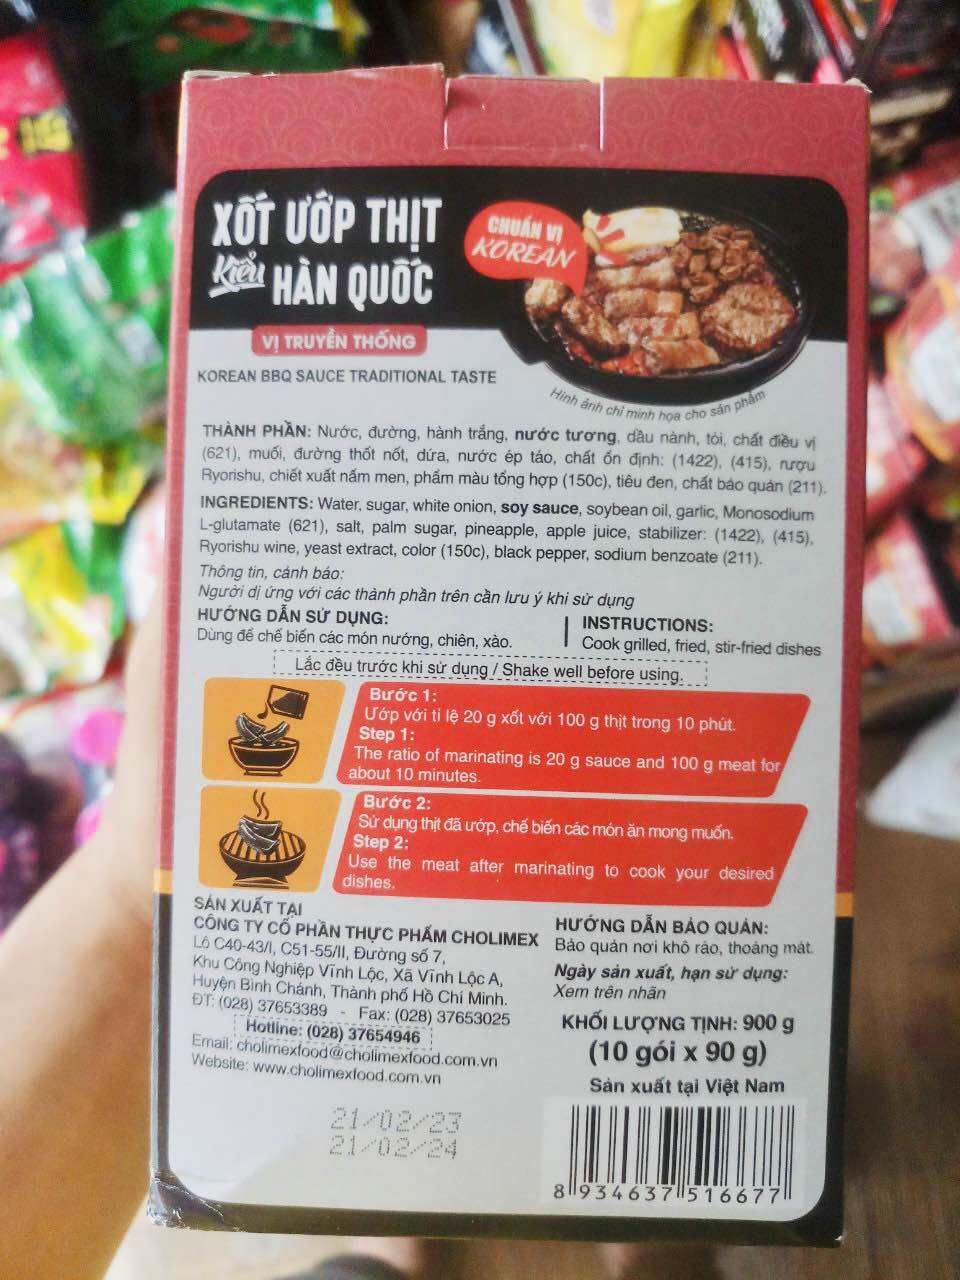 XỐT ƯỚP THỊT
Kiểu HÀN QUỐC
CHUẨN VỊ
KOREAN
VỊ TRUYỀN THỐNG
KOREAN BBQ SAUCE TRADITIONAL TASTE
Hình ảnh chỉ minh họa cho sản phẩm
THÀNH PHẦN: Nước, đường, hành trắng, nước tương, dầu nành, tỏi, chất điều vị
(621), muối, đường thốt nốt, dứa, nước ép táo, chất ổn định: (1422), (415), rượu
Ryorishu, chiết xuất nấm men, phẩm màu tổng hợp (150c), tiêu đen, chất bảo quản (211).
INGREDIENTS: Water, sugar, white onion, soy sauce, soybean oil, garlic, Monosodium
L-glutamate (621), salt, palm sugar, pineapple, apple juice, stabilizer: (1422), (415),
Ryorishu wine, yeast extract, color (150c), black pepper, sodium benzoate (211).
Thông tin, cảnh báo:
Người dị ứng với các thành phần trên cần lưu ý khi sử dụng
HƯỚNG DẪN SỬ DỤNG:
Dùng để chế biến các món nướng, chiên, xào.
INSTRUCTIONS:
Cook grilled, fried, stir-fried dishes
Lắc đều trước khi sử dụng / Shake well before using.
Bước 1:
Ướp với tỉ lệ 20 g xốt với 100 g thịt trong 10 phút.
Step 1:
The ratio of marinating is 20 g sauce and 100 g meat for
about 10 minutes.
Bước 2:
Sử dụng thịt đã ướp, chế biến các món ăn mong muốn.
Step 2:
Use the meat after marinating to cook your desired
dishes.
SẢN XUẤT TẠI
CÔNG TY CỔ PHẦN THỰC PHẨM CHOLIMEX
Lô C40-43/I, C51-55/II, Đường số 7,
Khu Công Nghiệp Vĩnh Lộc, Xã Vĩnh Lộc A,
Huyện Bình Chánh, Thành phố Hồ Chí Minh.
ĐT: (028) 37653389 - Fax: (028) 37653025
Hotline: (028) 37654946
Email: cholimexfood@cholimexfood.com.vn
Website: www.cholimexfood.com.vn
21/02/23
21/02/24
HƯỚNG DẪN BẢO QUẢN:
Bảo quản nơi khô ráo, thoáng mát.
Ngày sản xuất, hạn sử dụng:
Xem trên nhãn
KHỐI LƯỢNG TỊNH: 900 g
(10 gói x 90 g)
Sản xuất tại Việt Nam
8 934637 516677